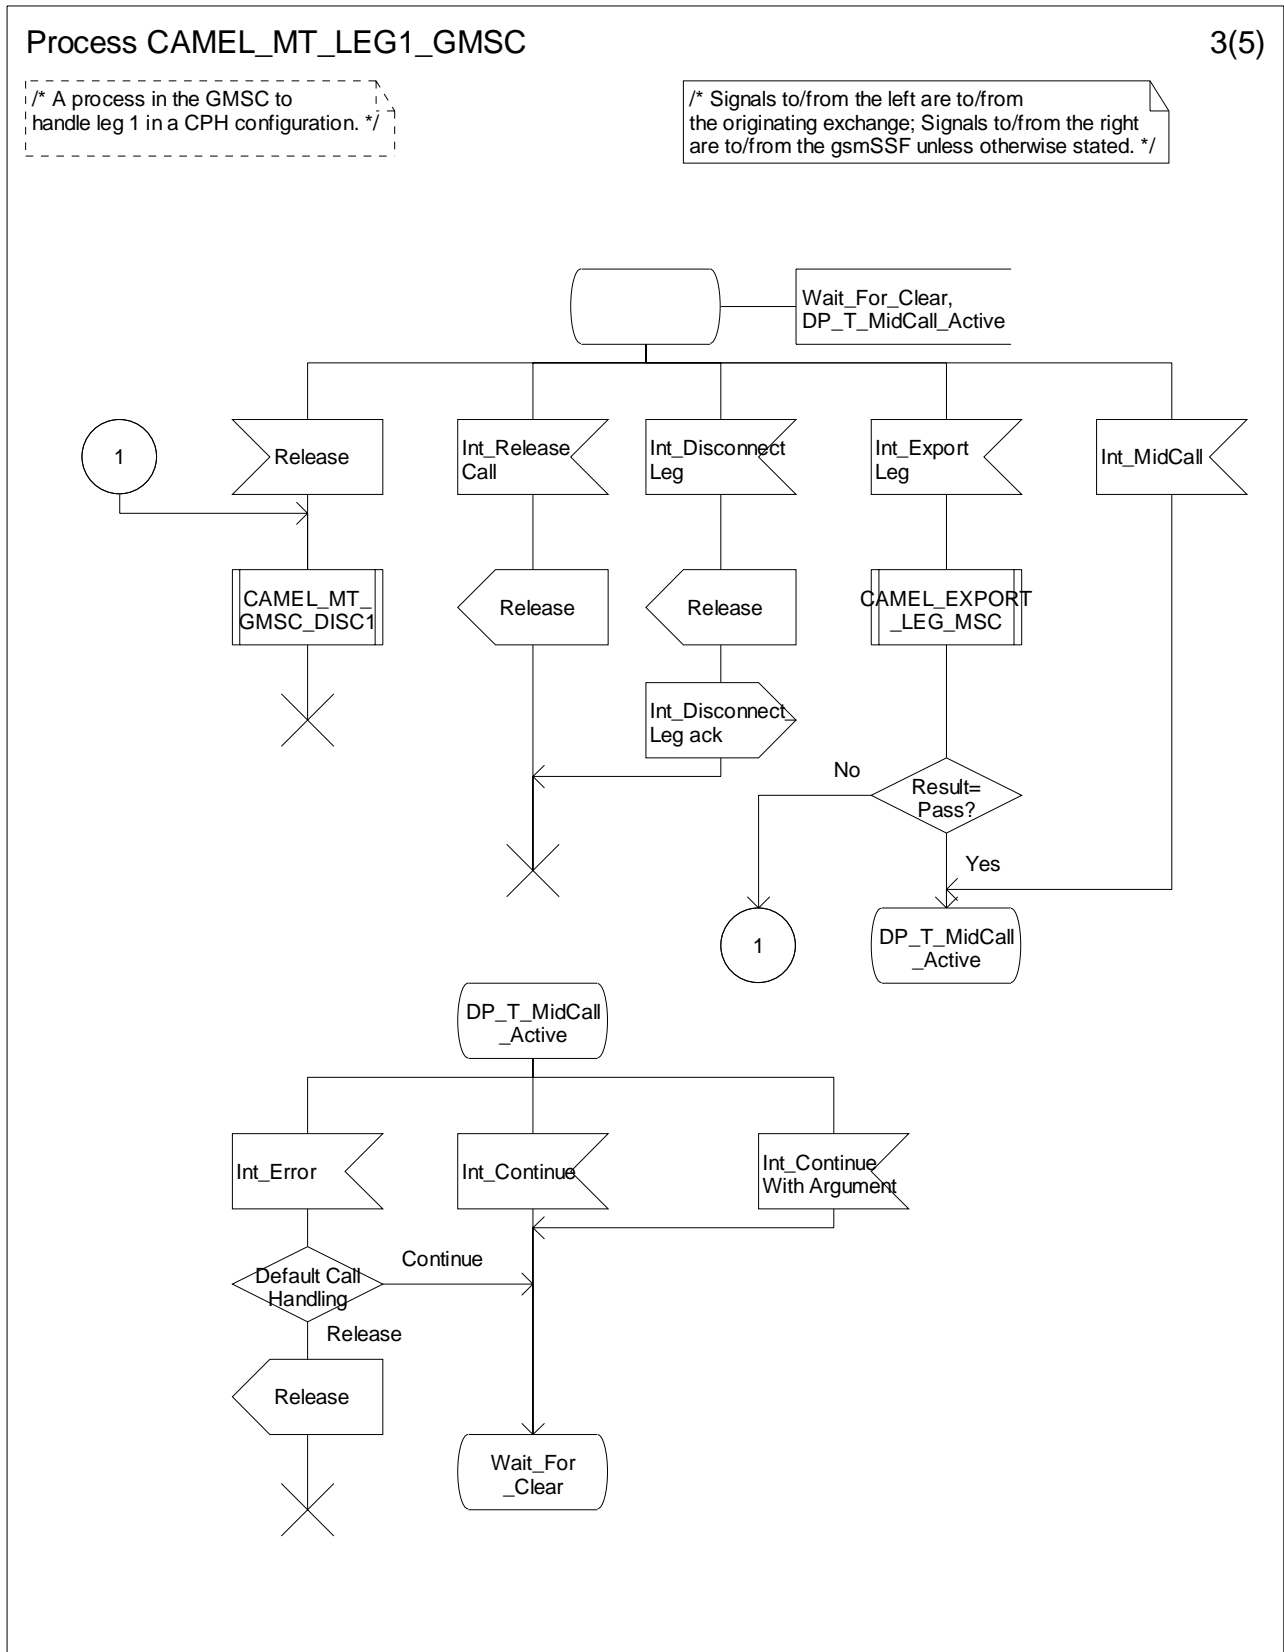 Process CAMEL_MT_LEG1_GMSC
3(5)
/* A process in the GMSC to
handle leg 1 in a CPH configuration. */
/* Signals to/from the left are to/from
the originating exchange; Signals to/from the right
are to/from the gsmSSF unless otherwise stated. */
Wait_For_Clear,
DP_T_MidCall_Active
1
Release
Int_Release
Call
Int_Disconnect
Leg
Int_Export
Leg
Int_MidCall
CAMEL_MT_
GMSC_DISC1
Release
Release
CAMEL_EXPORT
_LEG_MSC
Int_Disconnect_
Leg ack
No
Result=
Pass?
Yes
1
DP_T_MidCall
_Active
DP_T_MidCall
_Active
Int_Error
Int_Continue
Int_Continue_
With Argument
Default Call
Handling
Continue
Release
Release
Wait_For
_Clear